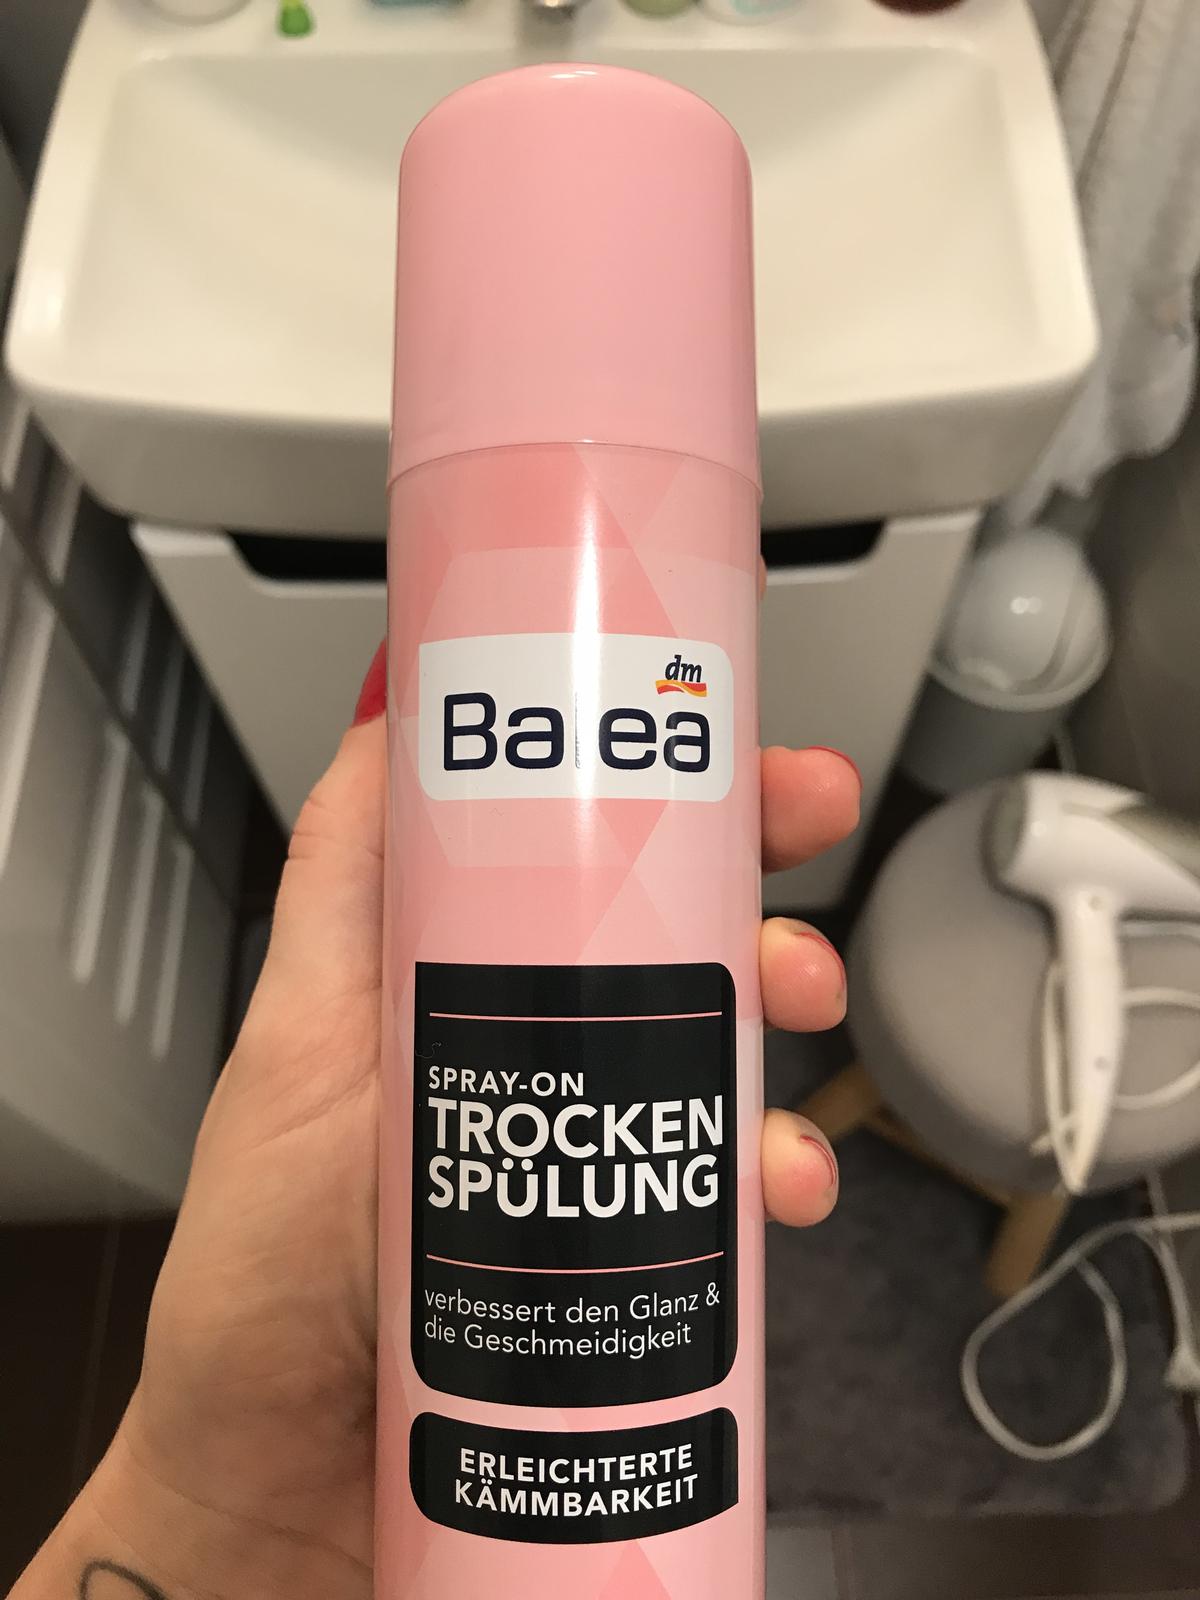 dm
Balea
SPRAY-ON
TROCKEN
SPÜLUNG
verbessert den Glanz &
die Geschmeidigkeit
ERLEICHTERTE
KÄMMBARKEIT